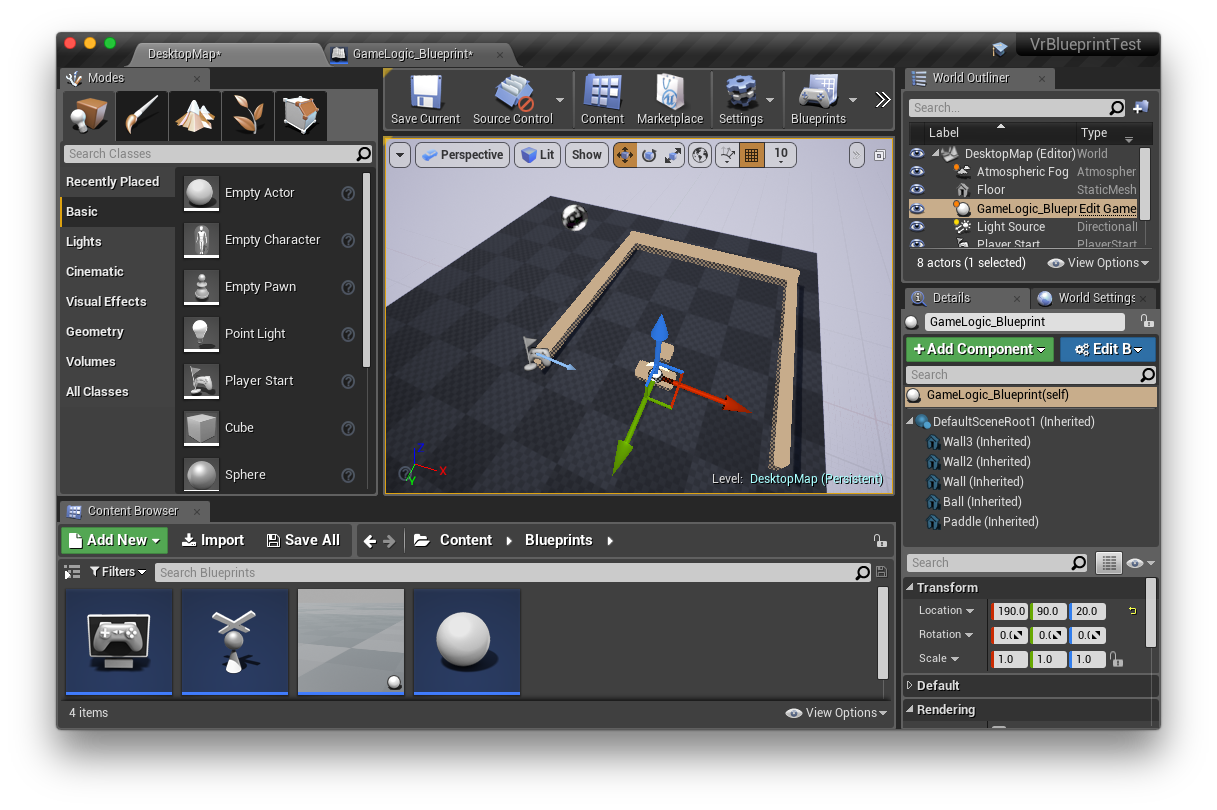 VrBlueprintTest
DesktopMap*
GameLogic_Blueprint*
Modes
Search Classes
Recently Placed
Basic
Lights
Cinematic
Visual Effects
Geometry
Volumes
All Classes
Empty Actor
Empty Character
Empty Pawn
Point Light
Player Start
Cube
Sphere
Save Current
Source Control
Content
Marketplace
Settings
Blueprints
Perspective
Lit
Show
10
Z
X
Y
Level: DesktopMap (Persistent)
World Outliner
Search...
Label Type
DesktopMap (Editor) World
Atmospheric Fog Atmospher
Floor StaticMesh
GameLogic_Bluepr Edit Game
Light Source Directionall
Player Start PlayerStart
8 actors (1 selected)
View Options
Details
World Settings
GameLogic_Blueprint
+Add Component
Edit B
Search
GameLogic_Blueprint(self)
DefaultSceneRoot1 (Inherited)
Wall3 (Inherited)
Wall2 (Inherited)
Wall (Inherited)
Ball (Inherited)
Paddle (Inherited)
Search
Transform
Location 190.0 90.0 20.0
Rotation 0.( 0.( 0.(
Scale 1.0 1.0 1.0
Default
Rendering
Content Browser
Add New
Import
Save All
Content
Blueprints
Filters
Search Blueprints
4 items
View Options